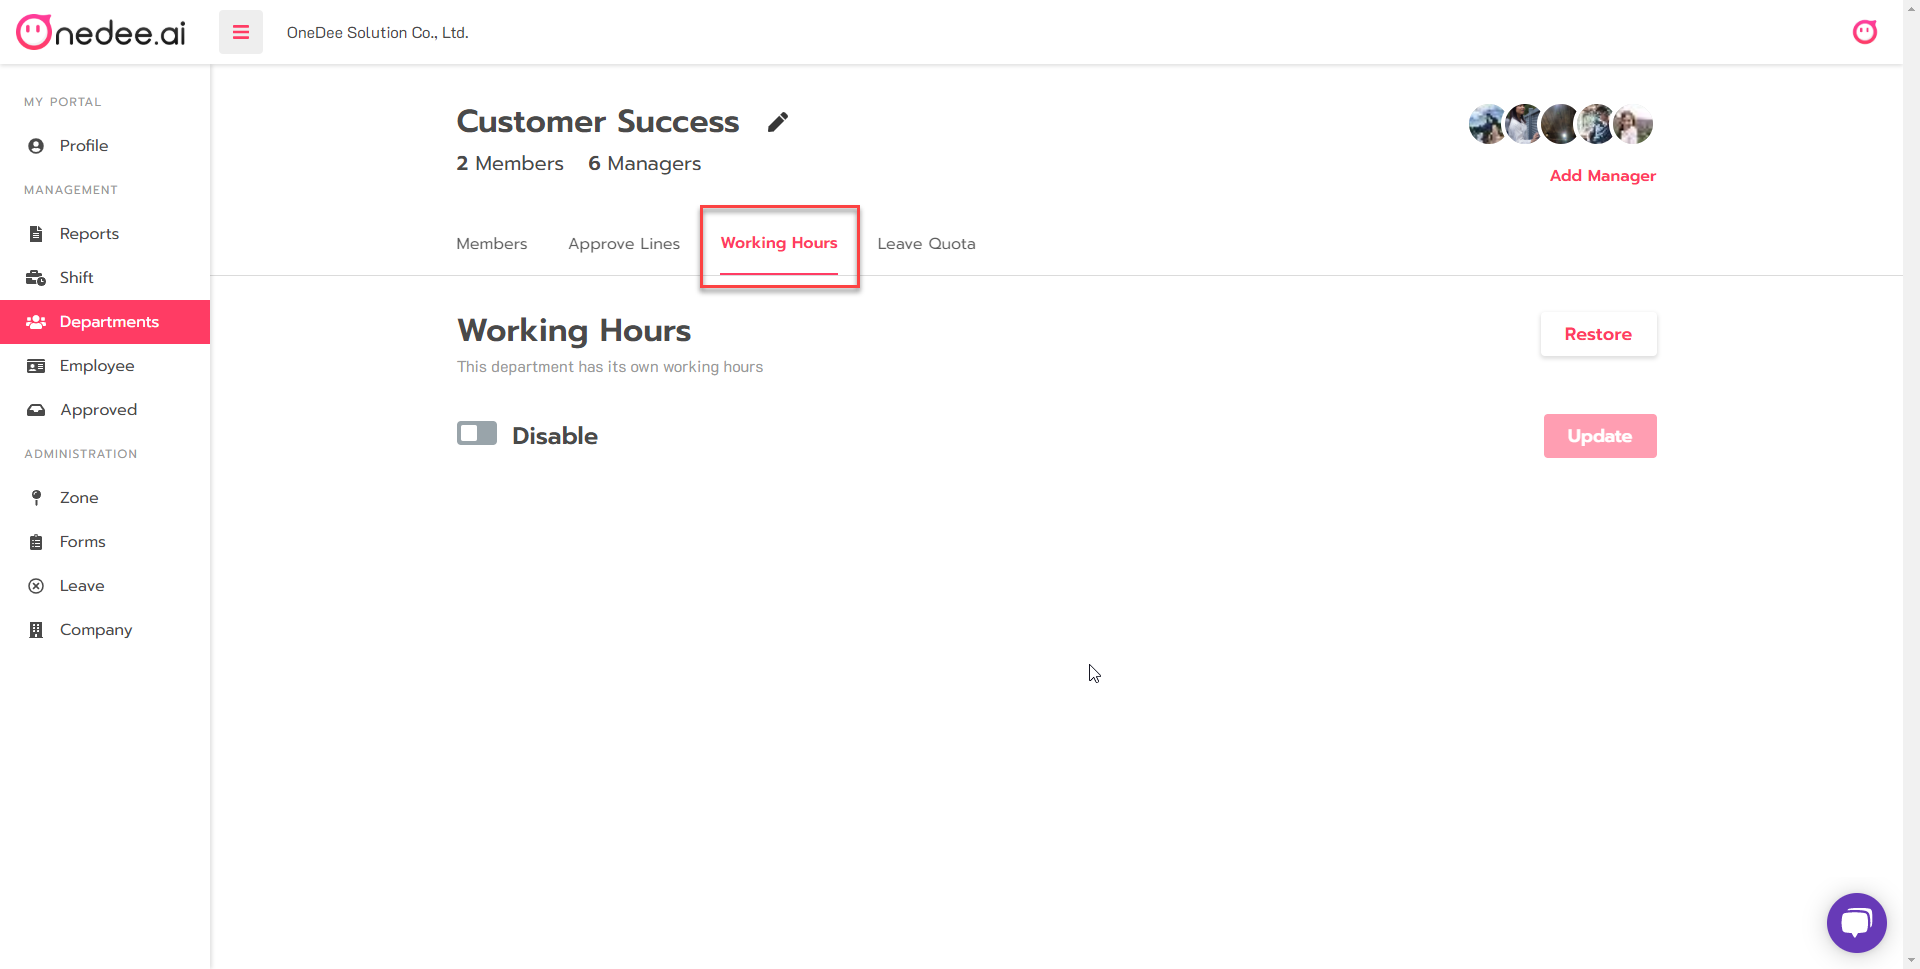 Onedee.ai
OneDee Solution Co., Ltd.
MY PORTAL
Profile
MANAGEMENT
Reports
Shift
Departments
Employee
Approved
ADMINISTRATION
Zone
Forms
Leave
Company
Customer Success
2 Members 6 Managers
Add Manager
Members Approve Lines Working Hours Leave Quota
Working Hours
Restore
This department has its own working hours
Disable
Update